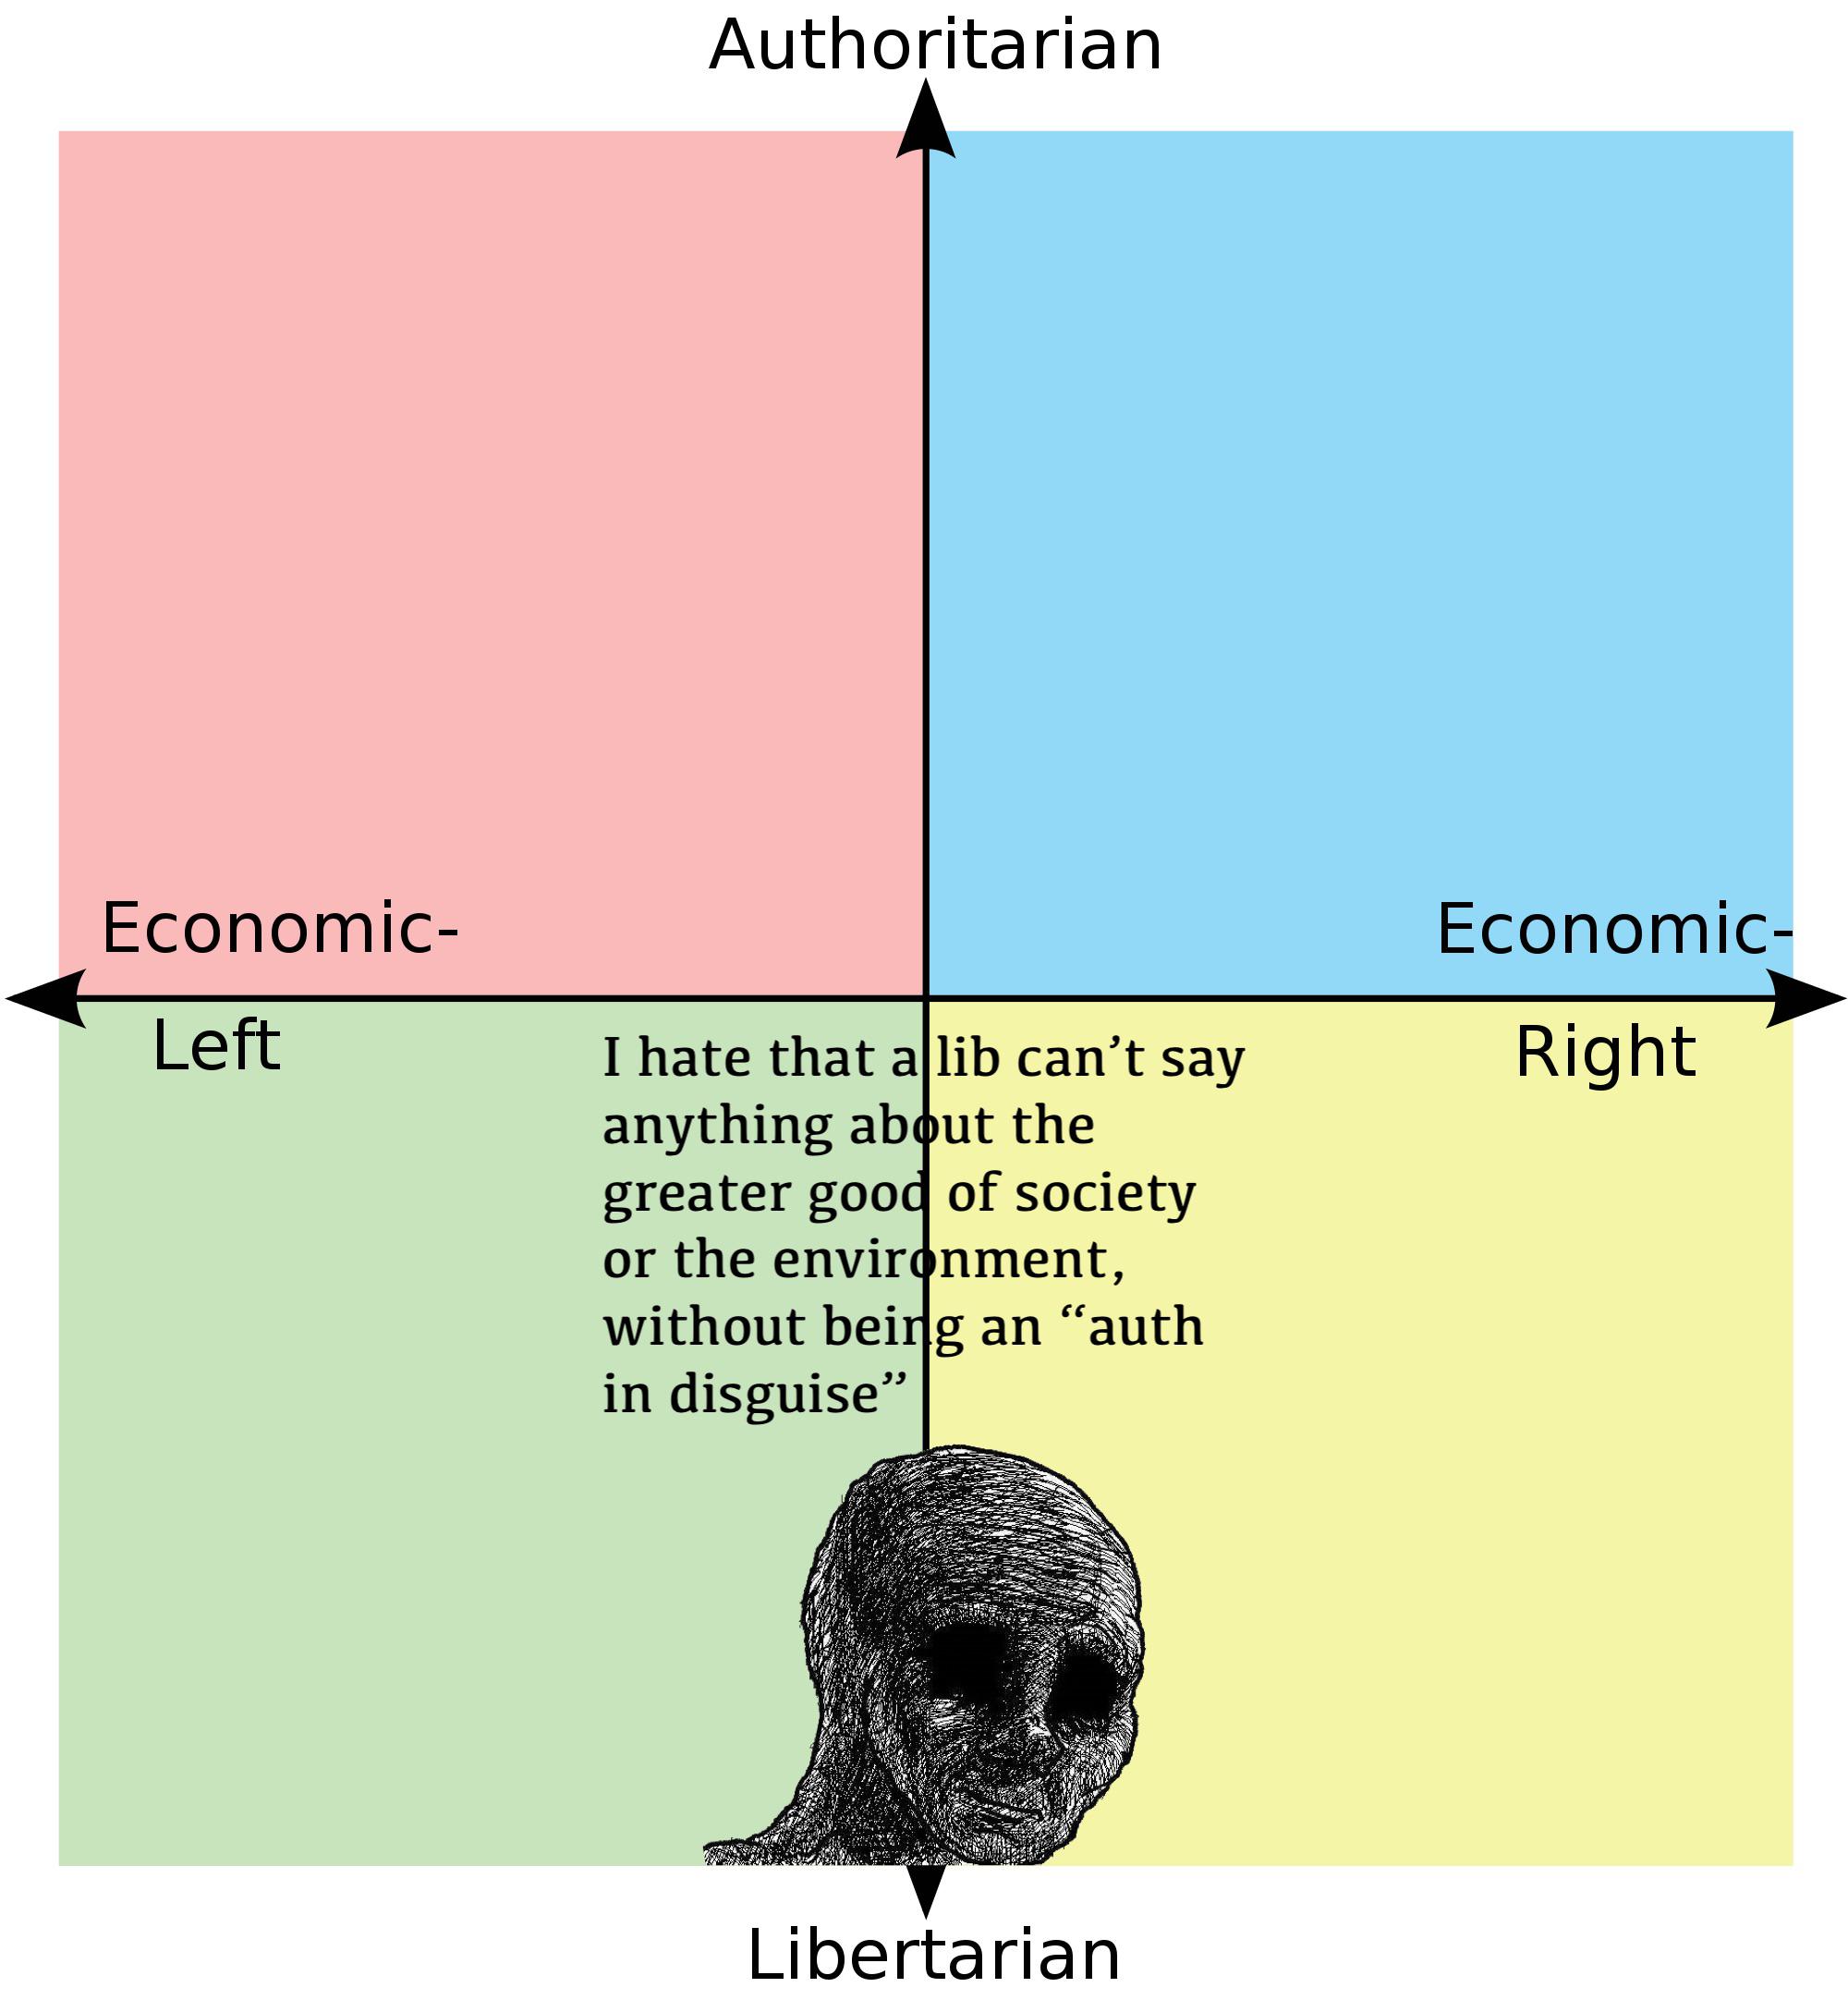 Authoritarian
Economic-
Left
Economic-
Right
I hate that a lib can’t say
anything about the
greater good of society
or the environment,
without being an “auth
in disguise”
Libertarian